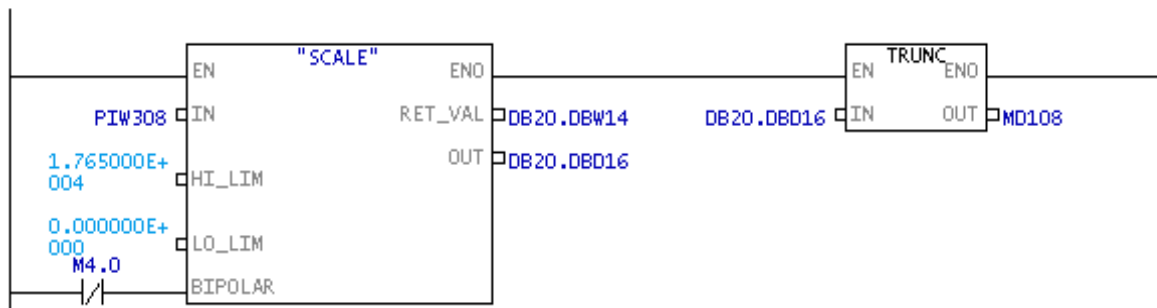 "SCALE"
TRUNC
EN ENO
EN ENO
PIW308 IN RET_VAL DB20.DBW14
DB20.DBD16 IN OUT MD108
1.765000E+
004 HI_LIM
OUT DB20.DBD16
0.000000E+
000 LO_LIM
M4.0
BIPOLAR